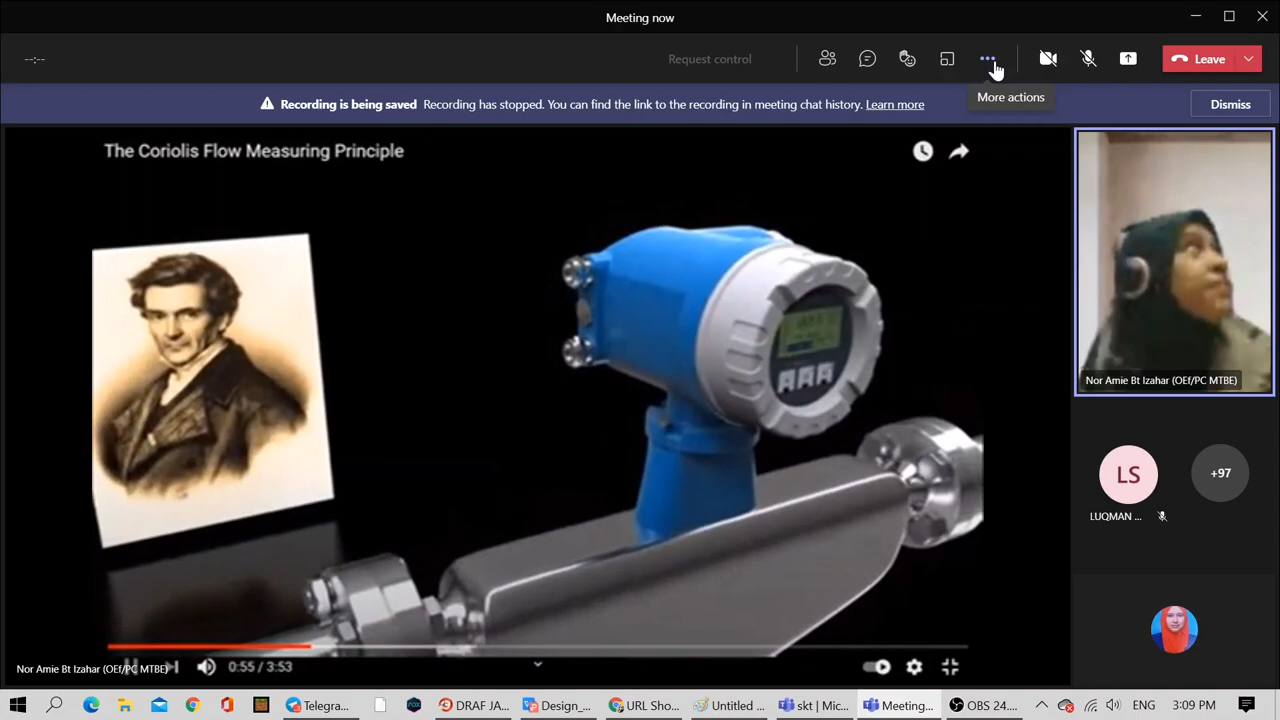 Meeting now
--:--
Request control
Leave
Recording is being saved Recording has stopped. You can find the link to the recording in meeting chat history. Learn more
More actions
Dismiss
The Coriolis Flow Measuring Principle
Nor Amie Bt Izahar (OEf/PC MTBE)
LS
+97
LUQMAN ...
0:55 / 3:53
Nor Amie Bt Izahar (OEf/PC MTBE)
Telegra...
DRAF JA...
Design_...
URL Sho...
Untitled ...
skt | Mic...
Meeting...
OBS 24....
ENG
3:09 PM